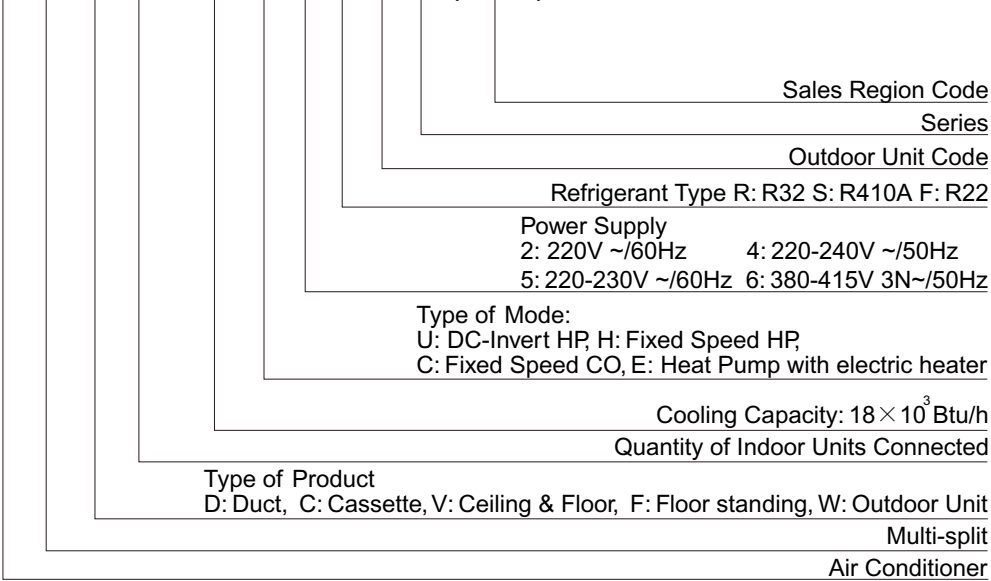 Sales Region Code
Series
Outdoor Unit Code
Refrigerant Type R: R32 S: R410A F: R22
Power Supply
2: 220V ~/60Hz 4: 220-240V ~/50Hz
5: 220-230V ~/60Hz 6: 380-415V 3N~/50Hz
Type of Mode:
U: DC-Invert HP, H: Fixed Speed HP,
C: Fixed Speed CO, E: Heat Pump with electric heater
Cooling Capacity: 18×10³Btu/h
Quantity of Indoor Units Connected
Type of Product
D: Duct, C: Cassette, V: Ceiling & Floor, F: Floor standing, W: Outdoor Unit
Multi-split
Air Conditioner